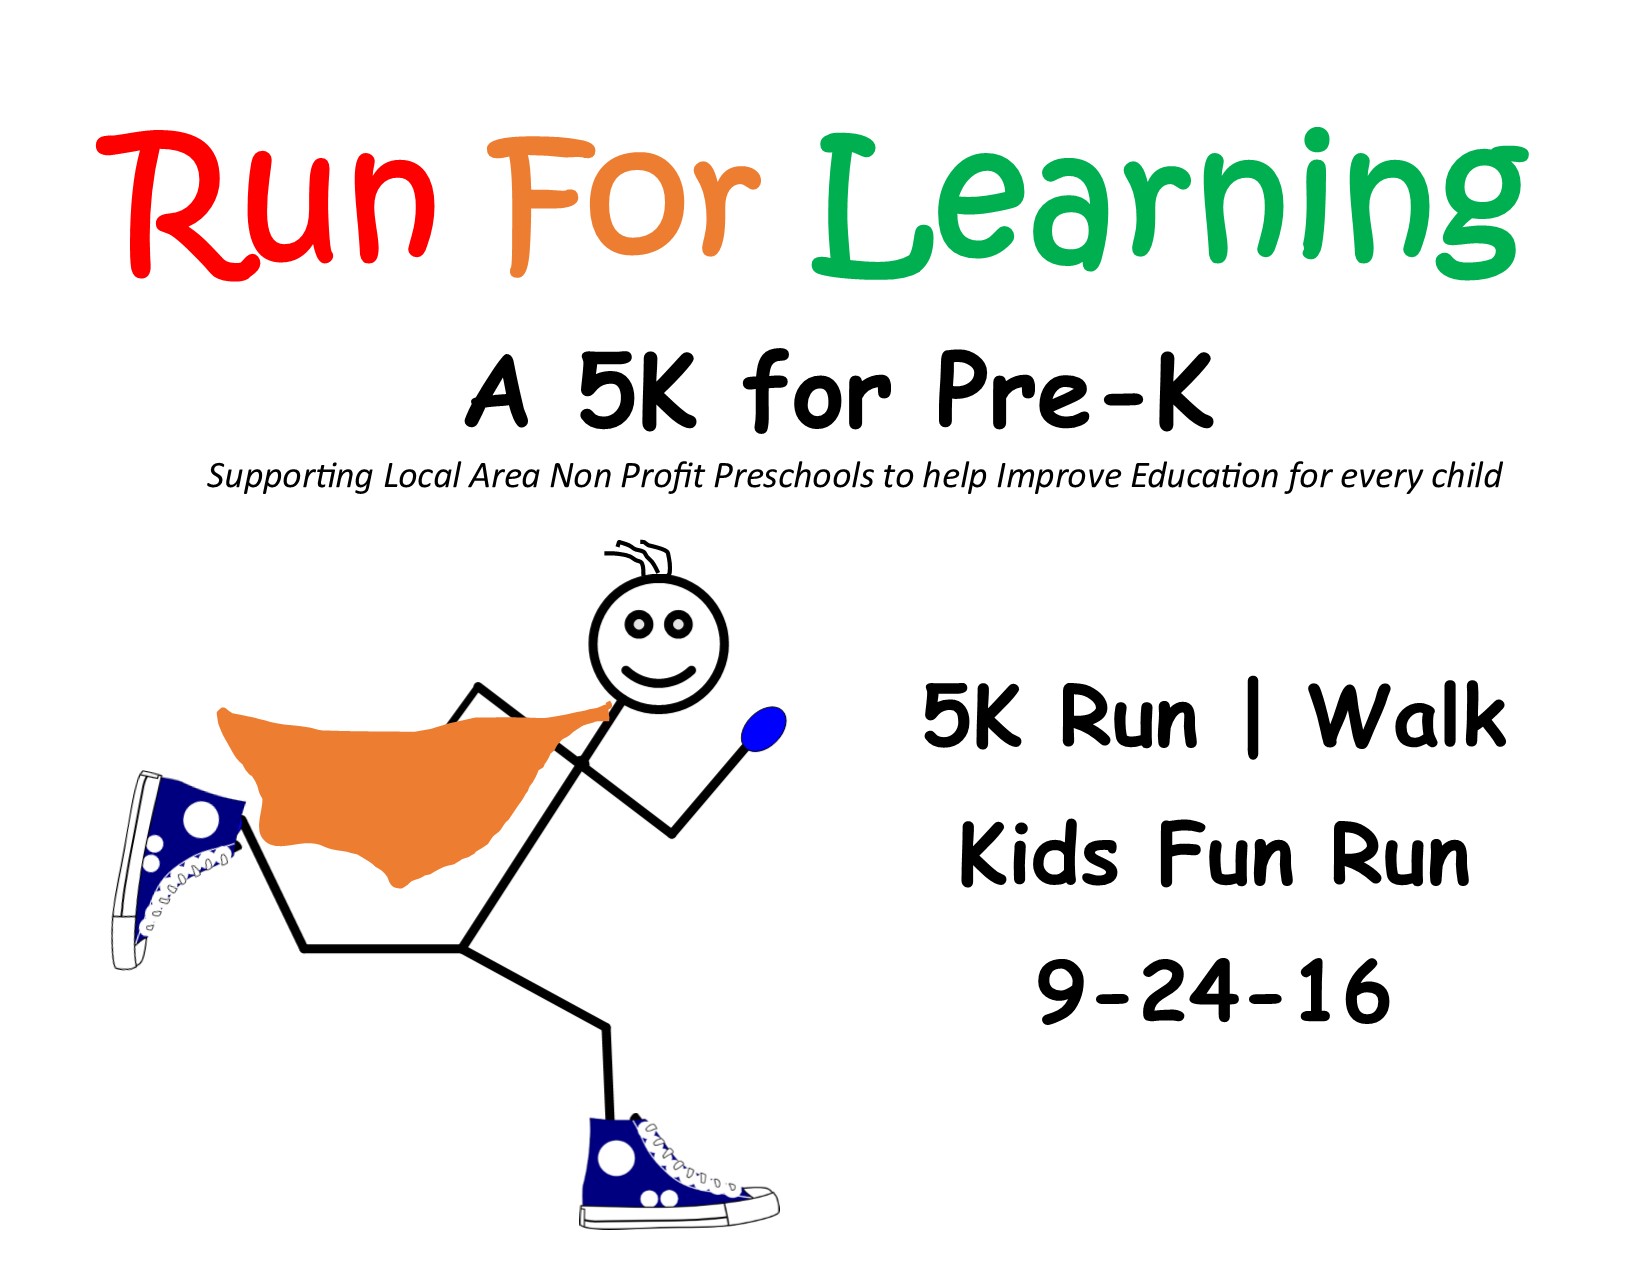 Run For Learning
A 5K for Pre-K
Supporting Local Area Non Profit Preschools to help Improve Education for every child
5K Run | Walk
Kids Fun Run
9-24-16